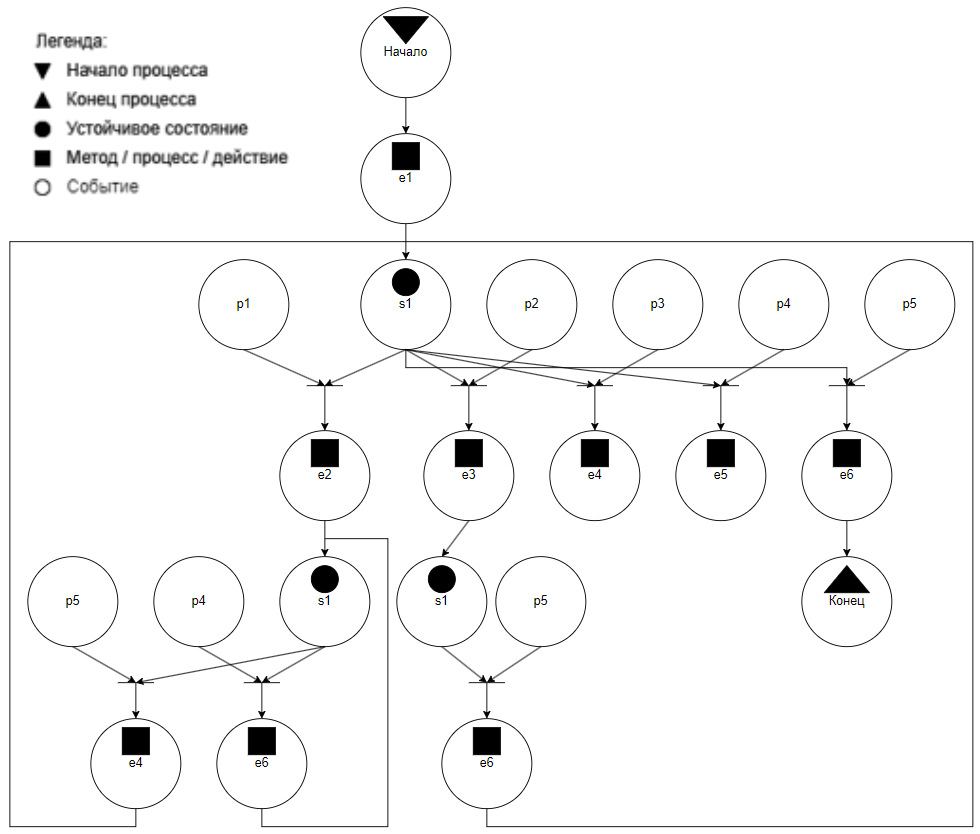 Начало
Легенда:
Начало процесса
Конец процесса
Устойчивое состояние
Метод / процесс / действие
Событие
e1
p1
s1
p2
p3
p4
p5
e2
e3
e4
e5
e6
p5
p4
s1
s1
p5
Конец
e4
e6
e6